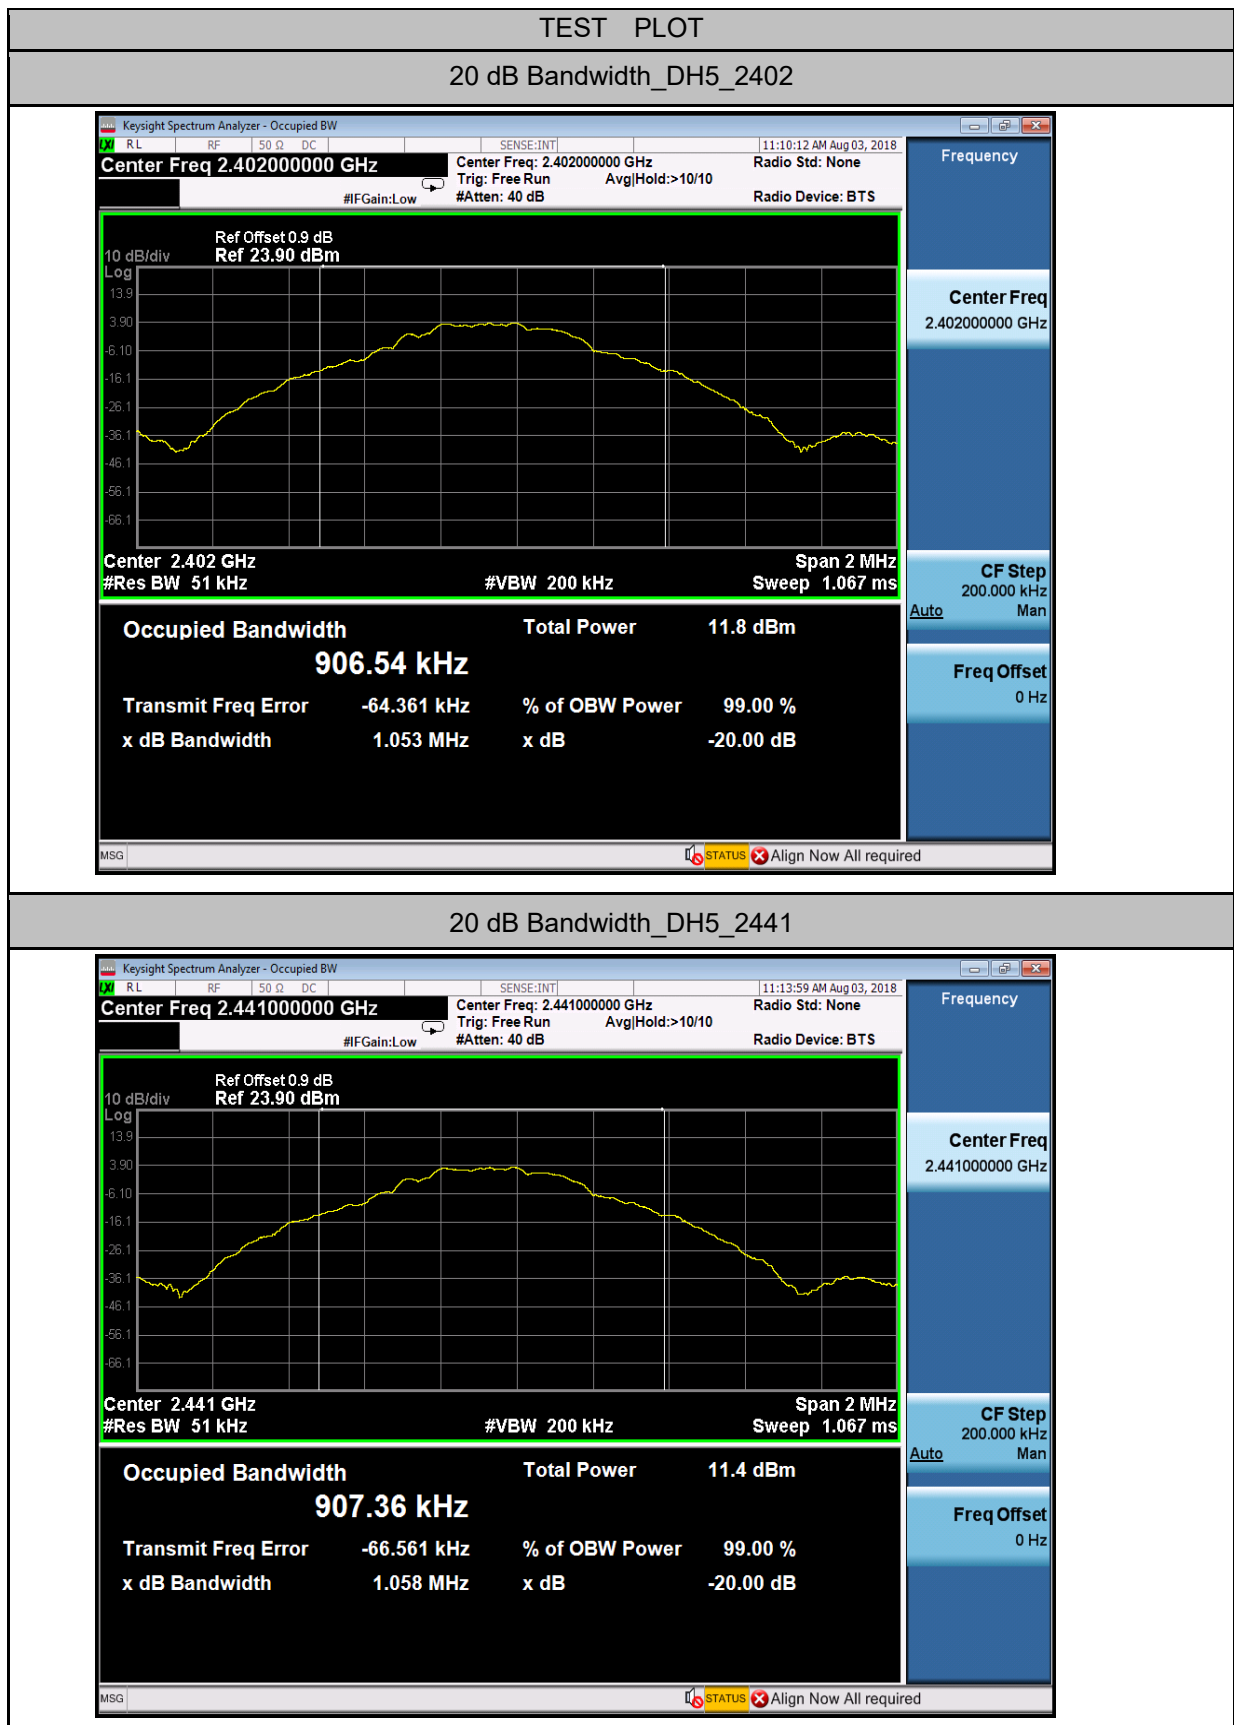 TEST PLOT
20 dB Bandwidth_DH5_2402
Keysight Spectrum Analyzer - Occupied BW
LXI RL RF 50 Ω DC SENSE:INT 11:10:12 AM Aug 03, 2018
Center Freq 2.402000000 GHz Center Freq: 2.402000000 GHz Radio Std: None Frequency
Trig: Free Run Avg|Hold:>10/10
#IFGain:Low #Atten: 40 dB Radio Device: BTS
Ref Offset 0.9 dB
10 dB/div Ref 23.90 dBm
Log
13.9
3.90
-6.10
-16.1
-26.1
-36.1
-46.1
-56.1
-66.1
Center Freq
2.402000000 GHz
Center 2.402 GHz Span 2 MHz
#Res BW 51 kHz #VBW 200 kHz Sweep 1.067 ms
CF Step
200.000 kHz
Auto Man
Occupied Bandwidth Total Power 11.8 dBm
906.54 kHz
Transmit Freq Error -64.361 kHz % of OBW Power 99.00 %
x dB Bandwidth 1.053 MHz x dB -20.00 dB
Freq Offset
0 Hz
MSG STATUS Align Now All required
20 dB Bandwidth_DH5_2441
Keysight Spectrum Analyzer - Occupied BW
LXI RL RF 50 Ω DC SENSE:INT 11:13:59 AM Aug 03, 2018
Center Freq 2.441000000 GHz Center Freq: 2.441000000 GHz Radio Std: None Frequency
Trig: Free Run Avg|Hold:>10/10
#IFGain:Low #Atten: 40 dB Radio Device: BTS
Ref Offset 0.9 dB
10 dB/div Ref 23.90 dBm
Log
13.9
3.90
-6.10
-16.1
-26.1
-36.1
-46.1
-56.1
-66.1
Center Freq
2.441000000 GHz
Center 2.441 GHz Span 2 MHz
#Res BW 51 kHz #VBW 200 kHz Sweep 1.067 ms
CF Step
200.000 kHz
Auto Man
Occupied Bandwidth Total Power 11.4 dBm
907.36 kHz
Transmit Freq Error -66.561 kHz % of OBW Power 99.00 %
x dB Bandwidth 1.058 MHz x dB -20.00 dB
Freq Offset
0 Hz
MSG STATUS Align Now All required